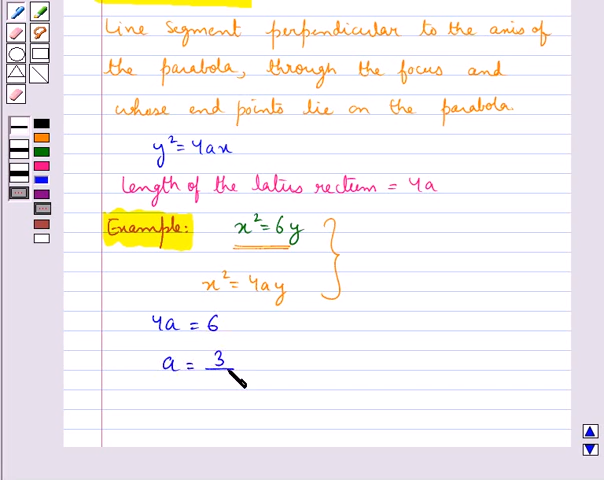 Line Segment perpendicular to the axis of
the parabola, through the focus and
whose end points lie on the parabola.
y² = 4ax
Length of the latus rectum = 4a
Example: x² = 6y
x² = 4ay
4a = 6
a = 3